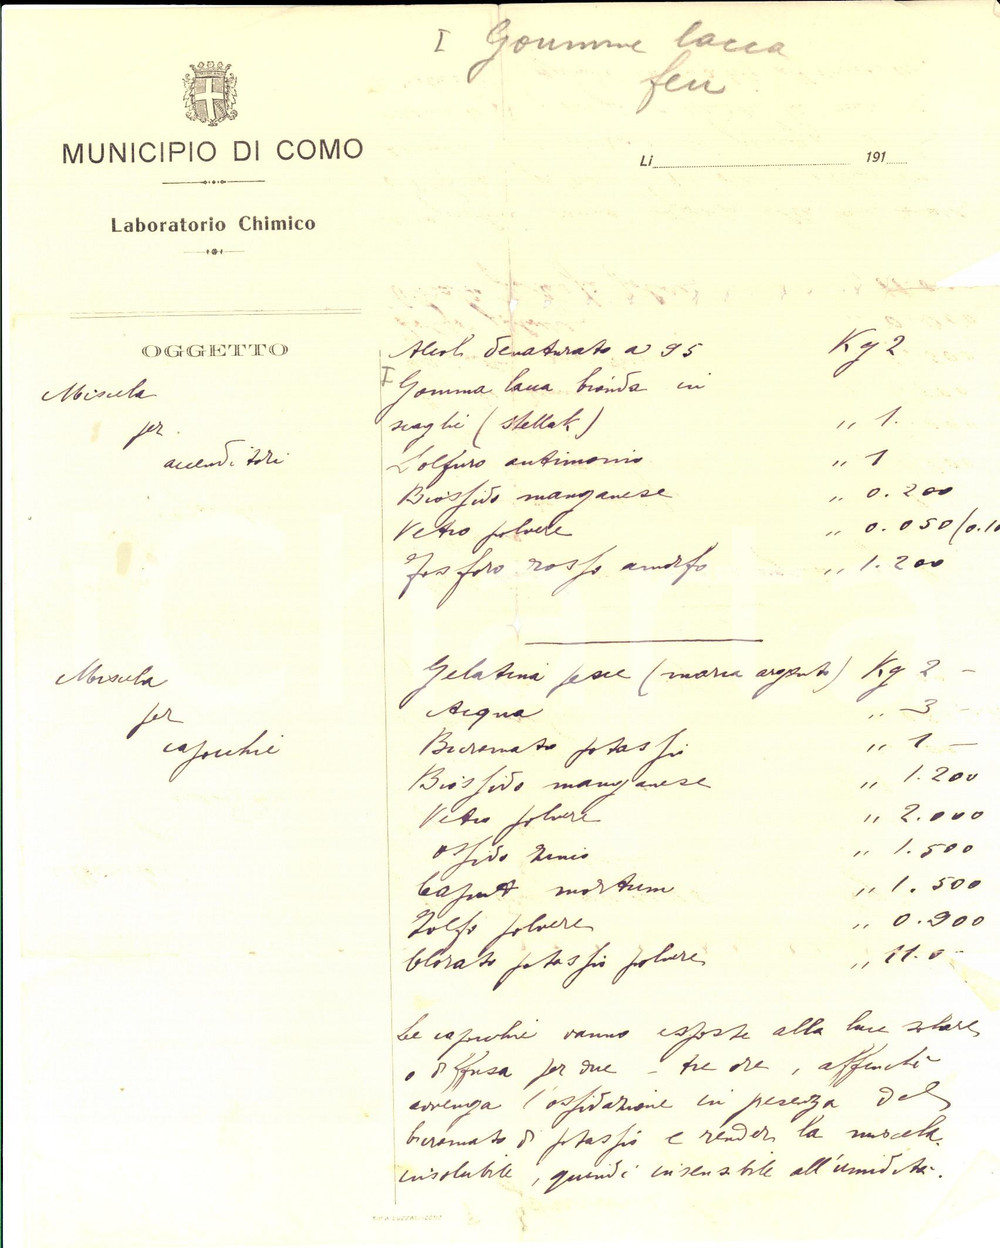 I Gomme lacca
MUNICIPIO DI COMO
Li 191
Laboratorio Chimico
OGGETTO
Alcol denaturato a 95 Kg 2
Miscela
per
accenditori
I Gomma lacca bionda in
scaglie (stellak) " 1.
Solfuro antimonio " 1
Biossido manganese " 0.200
Vetro polvere " 0.050 (0.10
Fosforo rosso amorfo " 1.200
Miscela
per
capocchie
Gelatina pesce (marca argento) Kg 2 –
Acqua " 3 –
Bicromato potassio " 1 –
Biossido manganese " 1.200
Vetro polvere " 2.000
Ossido zinco " 1.500
Caput mortum " 1.500
Zolfo polvere " 0.900
Clorato potassio polvere " 11.0 –
Le capocchie vanno esposte alla luce solare
o diffusa per due – tre ore, affinché
avvenga l'ossidazione in presenza del
bicromato di potassio e render la miscela
insolubile, quindi insensibile all'umidità.